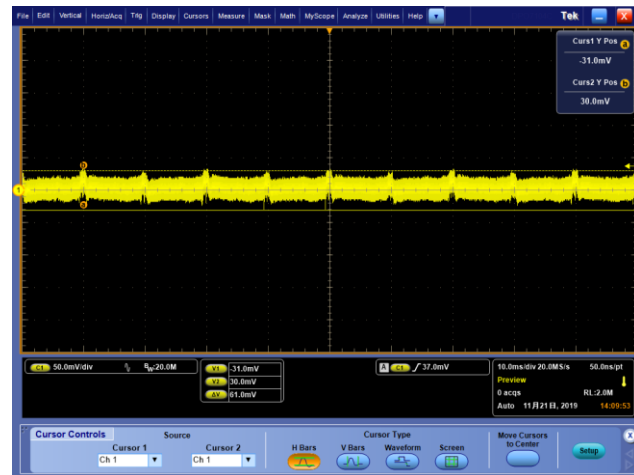 File Edit Vertical Horiz/Acq Trig Display Cursors Measure Mask Math MyScope Analyze Utilities Help Tek X
Curs1 Y Pos a
-31.0mV
Curs2 Y Pos b
30.0mV
b
1
a
C1 50.0mV/div BW:20.0M
V1 -31.0mV
V2 30.0mV
ΔV 61.0mV
A C1 37.0mV
10.0ms/div 20.0MS/s 50.0ns/pt
Preview
0 acqs RL:2.0M
Auto 11月21日, 2019 14:09:53
Cursor Controls Source Cursor Type Move Cursors to Center X
Cursor 1 Cursor 2 H Bars V Bars Waveform Screen Setup
Ch 1 Ch 1